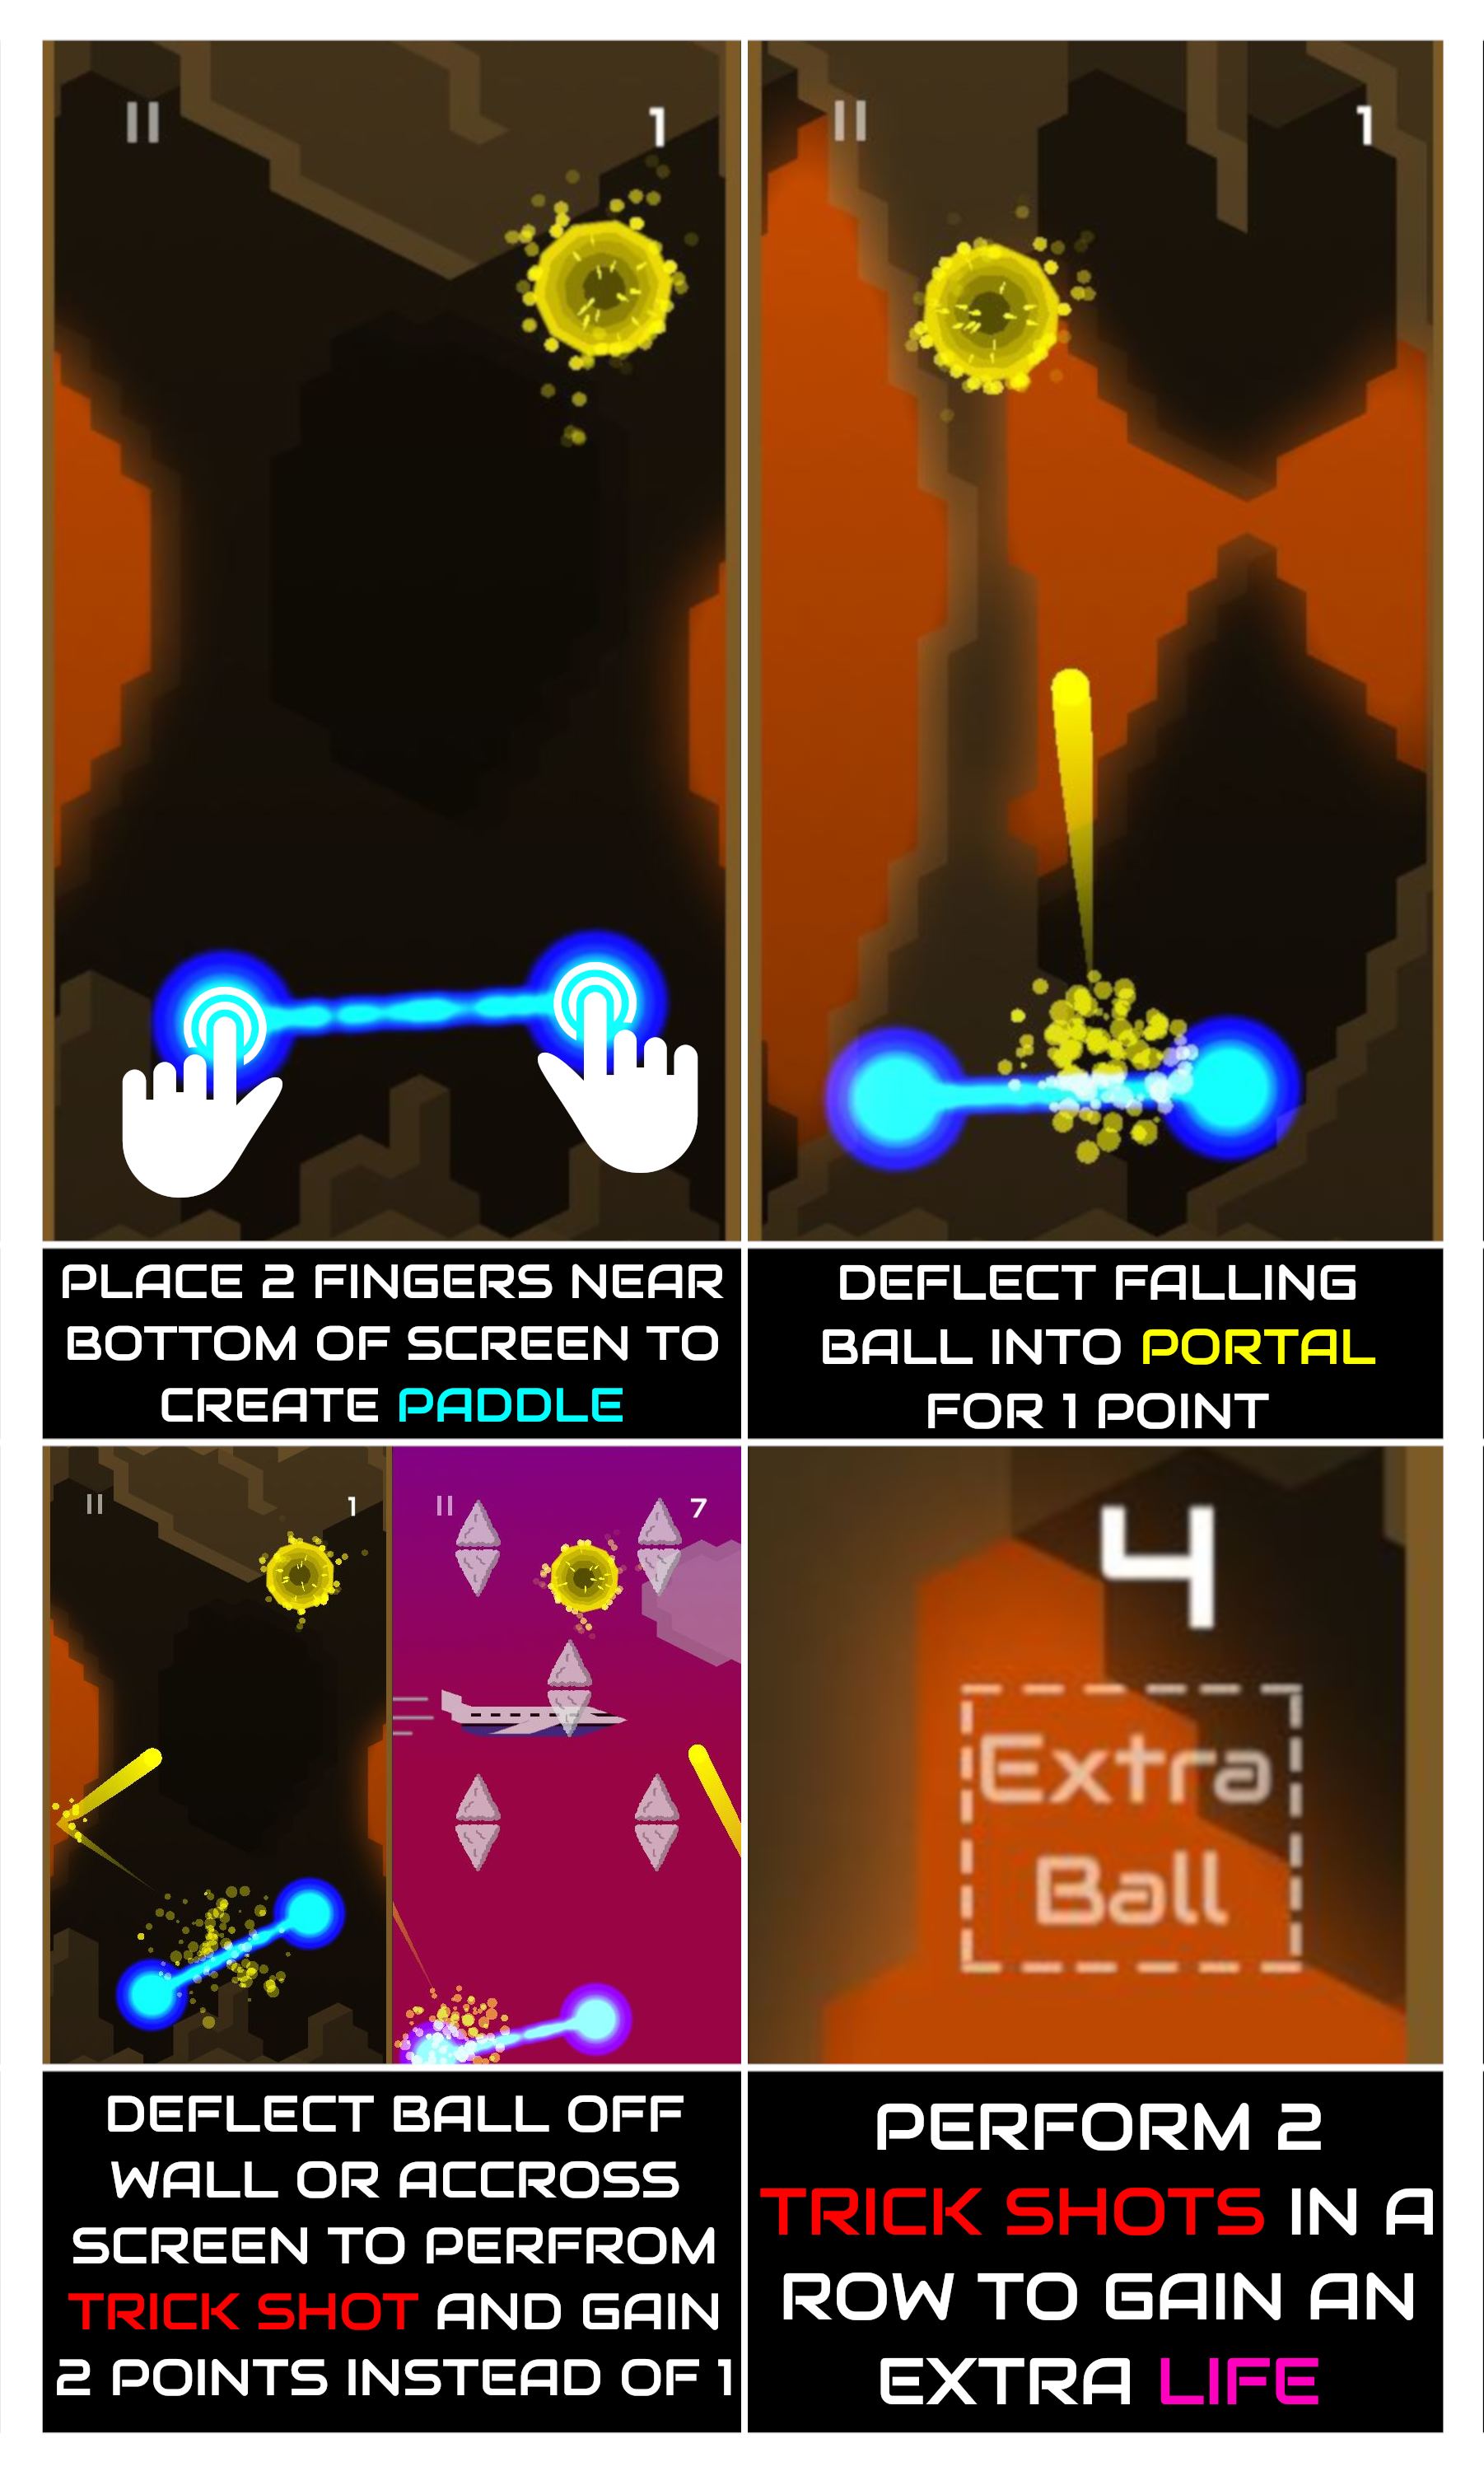 1
1
PLACE 2 FINGERS NEAR
BOTTOM OF SCREEN TO
CREATE PADDLE
DEFLECT FALLING
BALL INTO PORTAL
FOR 1 POINT
1
7
4
Extra
Ball
DEFLECT BALL OFF
WALL OR ACCROSS
SCREEN TO PERFROM
TRICK SHOT AND GAIN
2 POINTS INSTEAD OF 1
PERFORM 2
TRICK SHOTS IN A
ROW TO GAIN AN
EXTRA LIFE